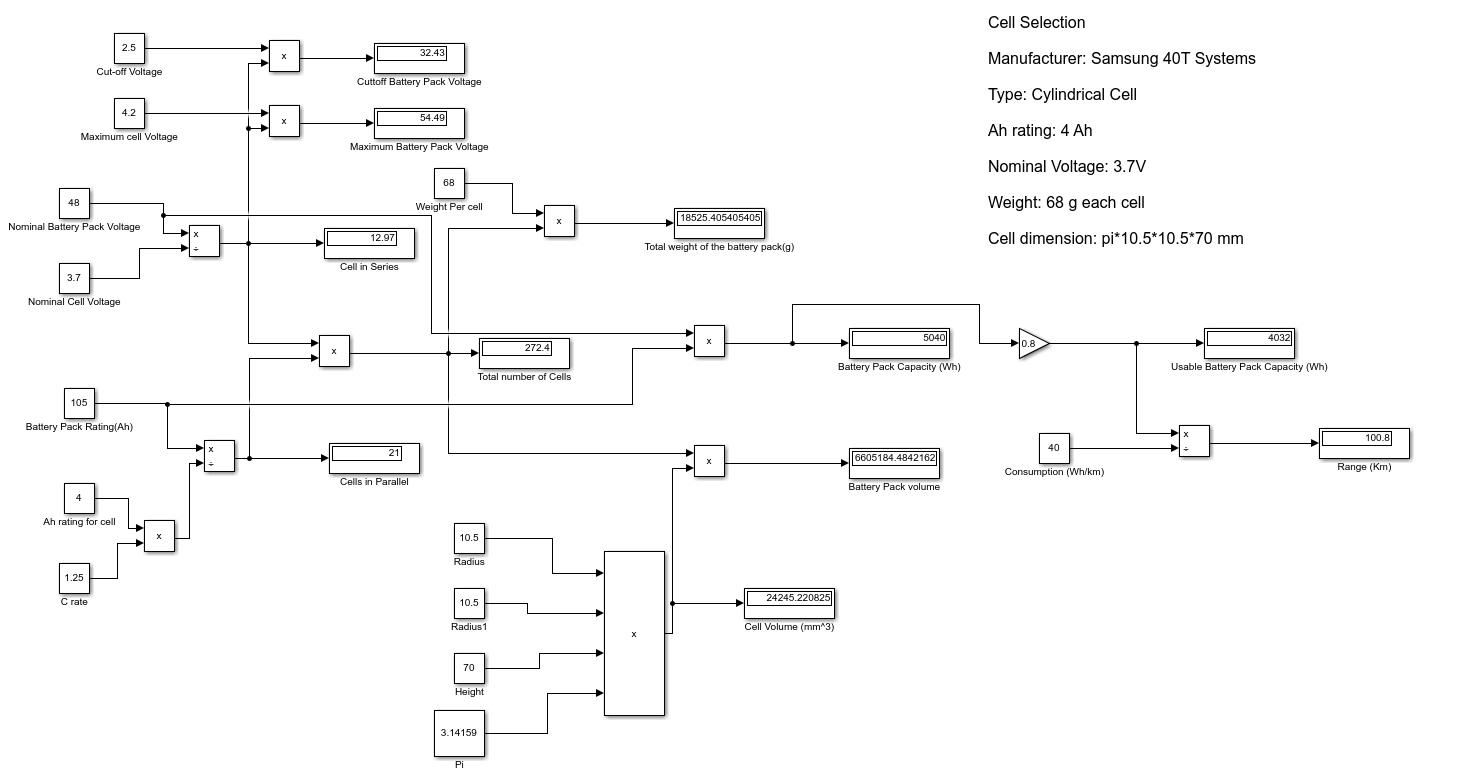 Cell Selection
Manufacturer: Samsung 40T Systems
Type: Cylindrical Cell
Ah rating: 4 Ah
Nominal Voltage: 3.7V
Weight: 68 g each cell
Cell dimension: pi*10.5*10.5*70 mm
2.5
Cut-off Voltage
x
32.43
Cuttoff Battery Pack Voltage
4.2
Maximum cell Voltage
x
54.49
Maximum Battery Pack Voltage
48
Nominal Battery Pack Voltage
x
÷
12.97
Cell in Series
3.7
Nominal Cell Voltage
68
Weight Per cell
x
18525.405405405
Total weight of the battery pack(g)
x
272.4
Total number of Cells
x
5040
Battery Pack Capacity (Wh)
0.8
4032
Usable Battery Pack Capacity (Wh)
105
Battery Pack Rating(Ah)
x
÷
21
Cells in Parallel
x
6605184.4842162
Battery Pack volume
40
Consumption (Wh/km)
x
÷
100.8
Range (Km)
4
Ah rating for cell
x
1.25
C rate
10.5
Radius
10.5
Radius1
x
24245.220825
Cell Volume (mm^3)
70
Height
3.14159
Pi